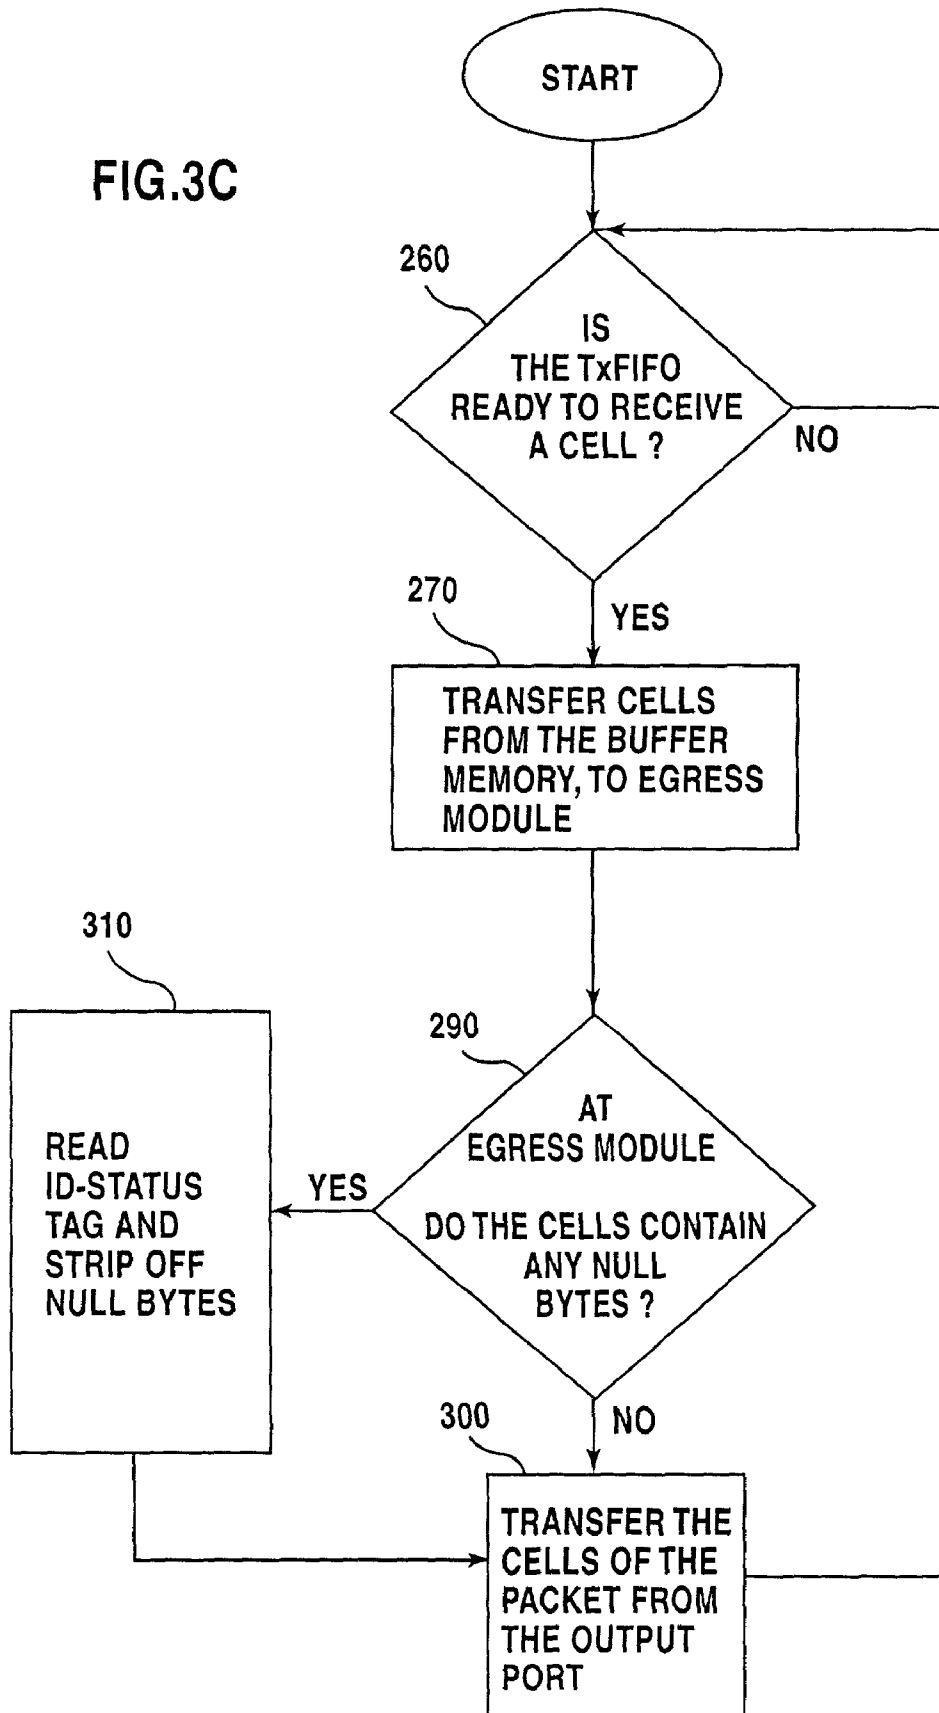 START
FIG.3C
260
IS
THE TxFIFO
READY TO RECEIVE
A CELL ?
NO
270
YES
TRANSFER CELLS
FROM THE BUFFER
MEMORY, TO EGRESS
MODULE
310
290
AT
EGRESS MODULE
DO THE CELLS CONTAIN
ANY NULL
BYTES ?
YES
READ
ID-STATUS
TAG AND
STRIP OFF
NULL BYTES
300
NO
TRANSFER THE
CELLS OF THE
PACKET FROM
THE OUTPUT
PORT